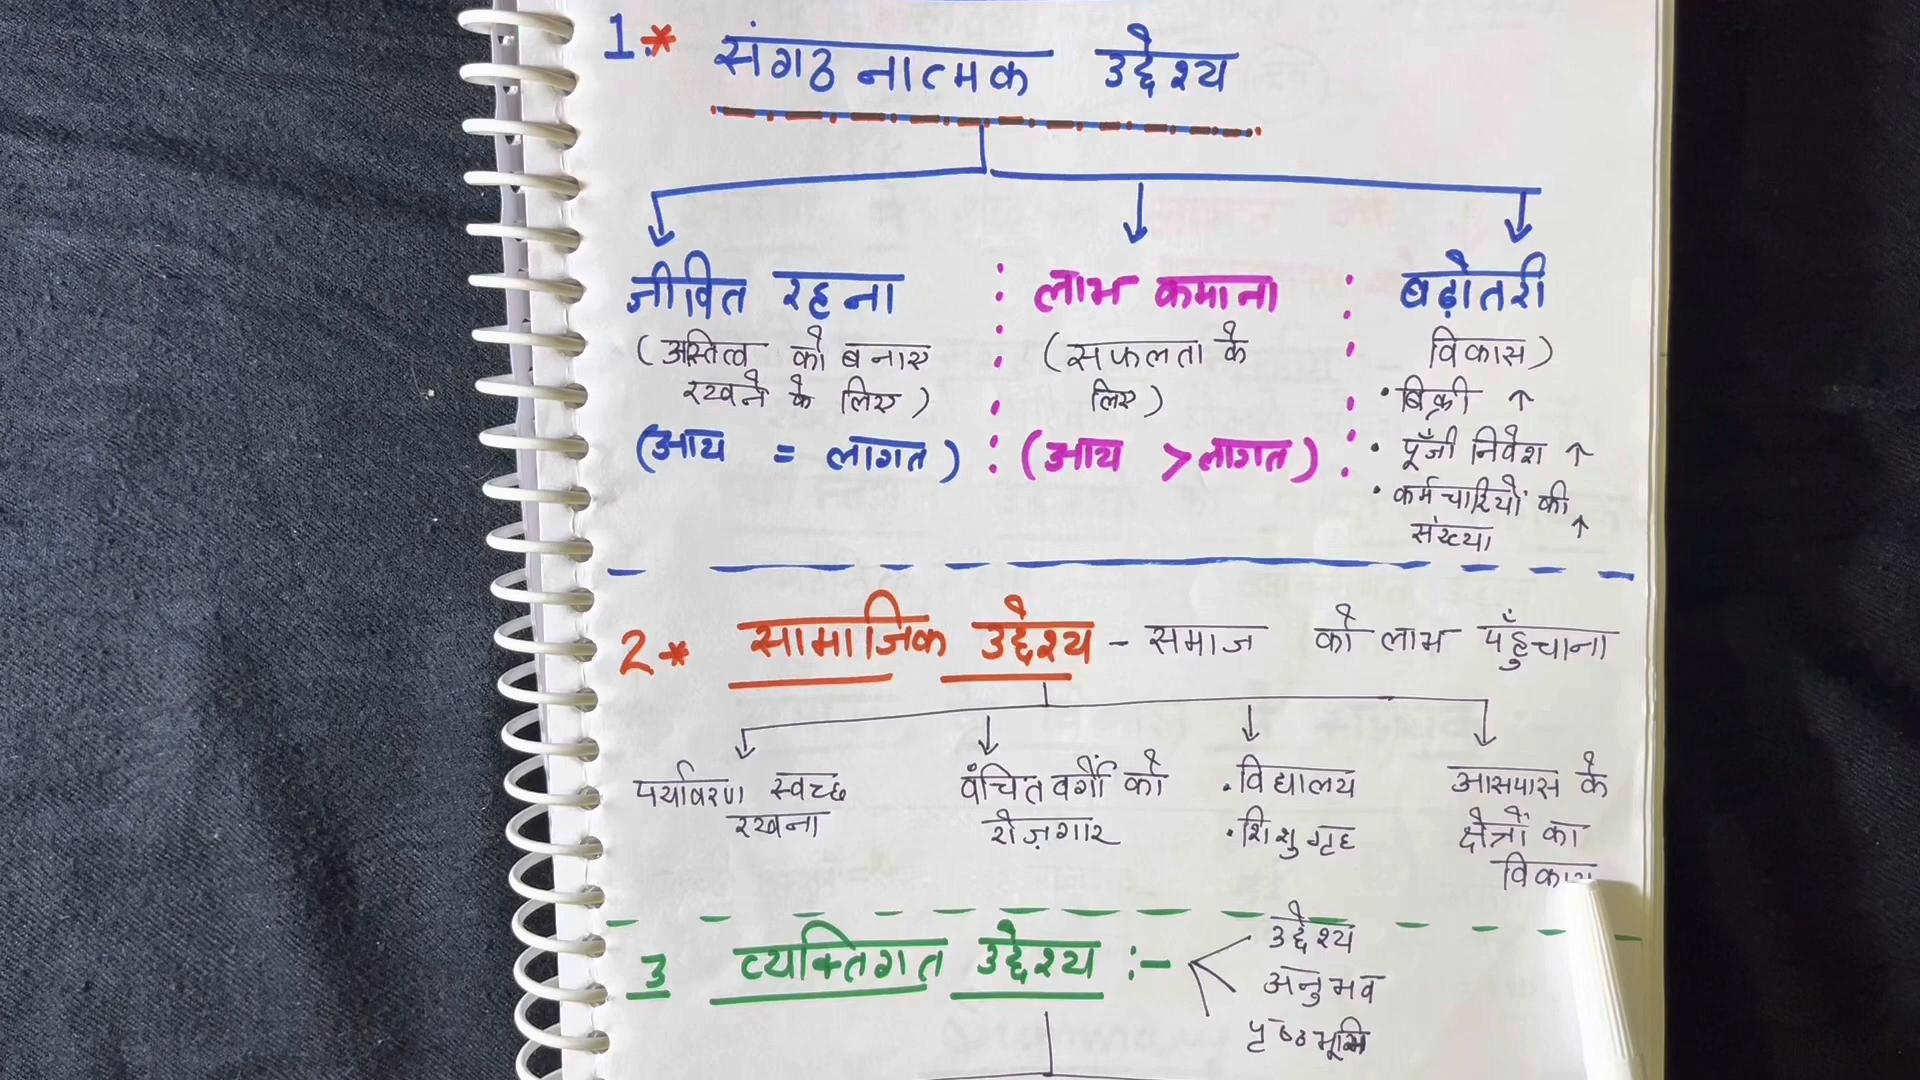 1.* संगठनात्मक उद्देश्य
जीवित रहना
(अस्तित्व को बनाए
रखने के लिए)
(आय = लागत)
लाभ कमाना
(सफलता के
लिए)
(आय > लागत)
बढ़ोतरी
विकास)
• बिक्री ↑
• पूँजी निवेश ↑
• कर्मचारियों की
संख्या ↑
2* सामाजिक उद्देश्य - समाज को लाभ पहुँचाना
पर्यावरण स्वच्छ
रखना
वंचित वर्गों को
रोज़गार
• विद्यालय
• शिशु गृह
आसपास के
क्षेत्रों का
विकास
3 व्यक्तिगत उद्देश्य :-
उद्देश्य
अनुभव
पृष्ठभूमि